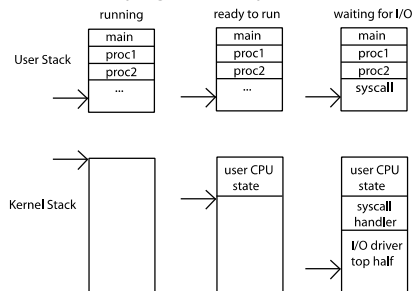 running
ready to run
waiting for I/O
User Stack
main
proc1
proc2
...
main
proc1
proc2
...
main
proc1
proc2
syscall
Kernel Stack
user CPU
state
user CPU
state
syscall
handler
I/O driver
top half